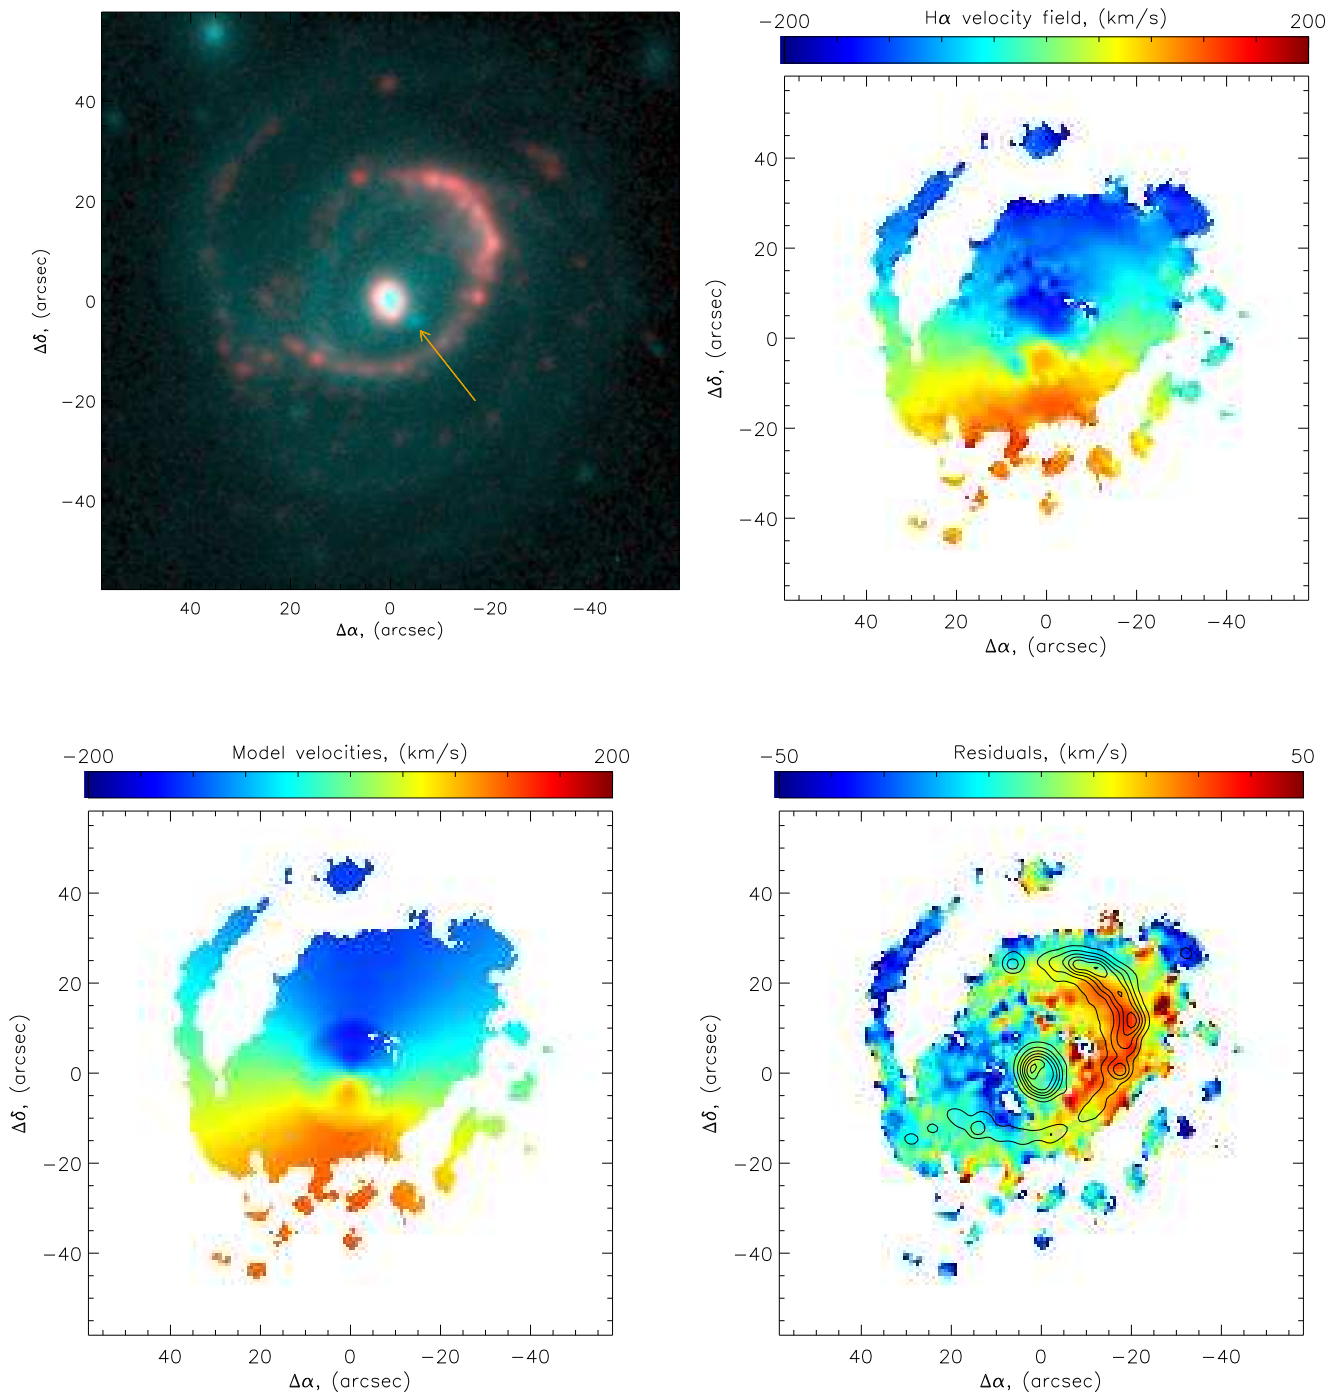 −200 Hα velocity field, (km/s) 200
40
20
0
−20
−40
Δδ, (arcsec)
40 20 0 −20 −40
Δα, (arcsec)
40
20
0
−20
−40
Δδ, (arcsec)
40 20 0 −20 −40
Δα, (arcsec)
−200 Model velocities, (km/s) 200
40
20
0
−20
−40
Δδ, (arcsec)
40 20 0 −20 −40
Δα, (arcsec)
−50 Residuals, (km/s) 50
40
20
0
−20
−40
Δδ, (arcsec)
40 20 0 −20 −40
Δα, (arcsec)